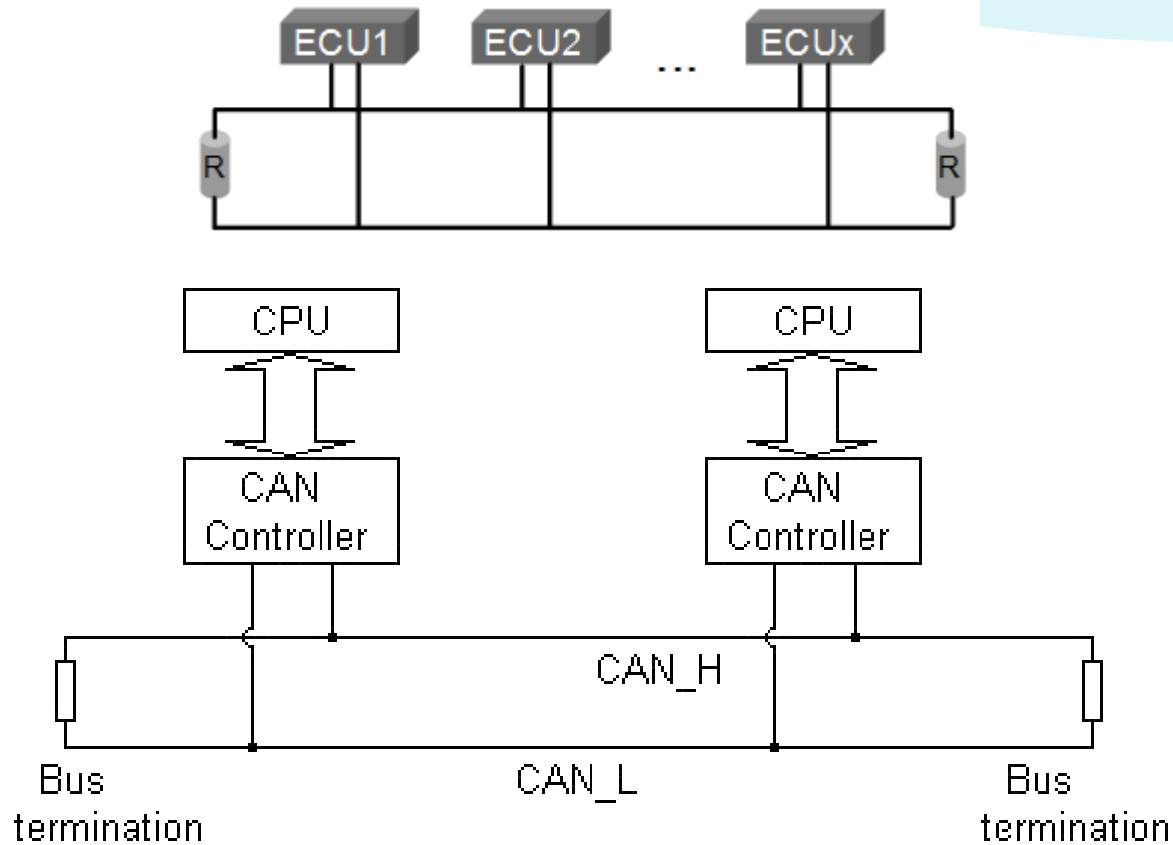 ECU1 ECU2 ... ECUx
R R
CPU CPU
CAN CAN
Controller Controller
CAN_H
CAN_L
Bus Bus
termination termination